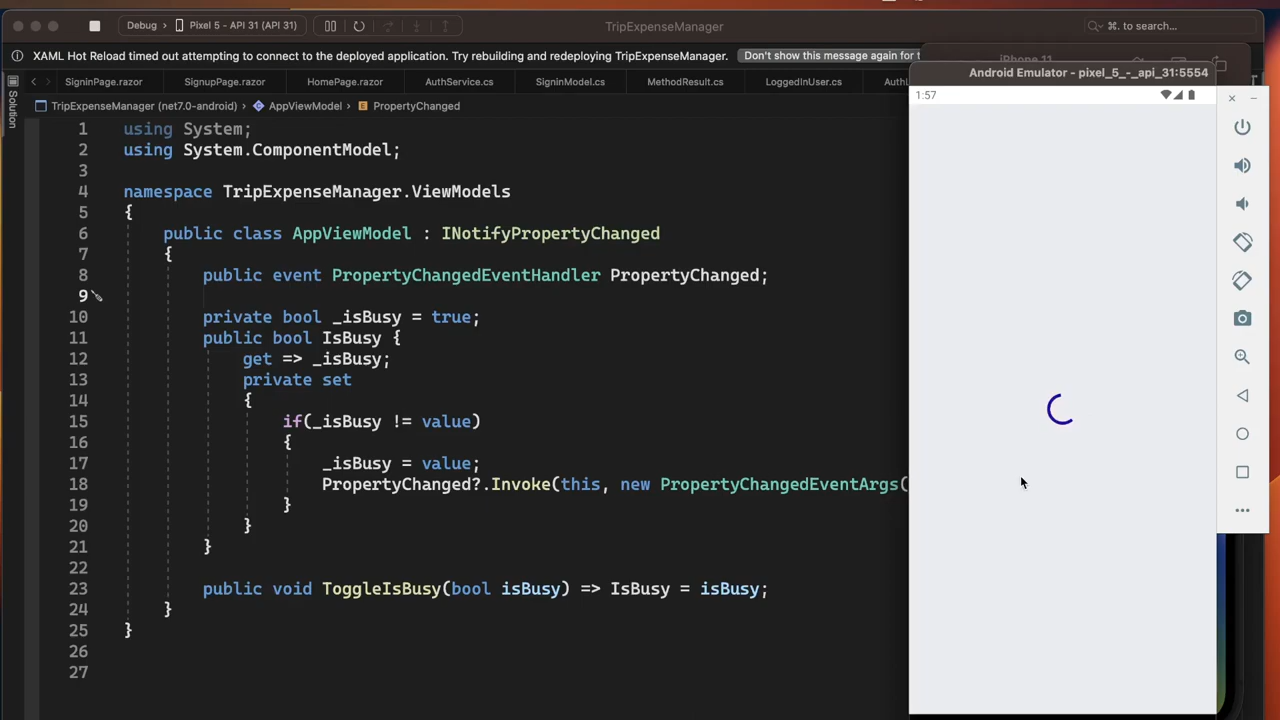 Debug
Pixel 5 - API 31 (API 31)
TripExpenseManager
⌘. to search...
XAML Hot Reload timed out attempting to connect to the deployed application. Try rebuilding and redeploying TripExpenseManager.
Don't show this message again for t
iPhone 11
Android Emulator - pixel_5_-_api_31:5554
SigninPage.razor
SignupPage.razor
HomePage.razor
AuthService.cs
SigninModel.cs
MethodResult.cs
LoggedInUser.cs
Auth
Solution
TripExpenseManager (net7.0-android)
AppViewModel
PropertyChanged
1:57
1 using System;
2 using System.ComponentModel;
3
4 namespace TripExpenseManager.ViewModels
5 {
6 public class AppViewModel : INotifyPropertyChanged
7 {
8 public event PropertyChangedEventHandler PropertyChanged;
9
10 private bool _isBusy = true;
11 public bool IsBusy {
12 get => _isBusy;
13 private set
14 {
15 if(_isBusy != value)
16 {
17 _isBusy = value;
18 PropertyChanged?.Invoke(this, new PropertyChangedEventArgs(
19 }
20 }
21 }
22
23 public void ToggleIsBusy(bool isBusy) => IsBusy = isBusy;
24 }
25 }
26
27